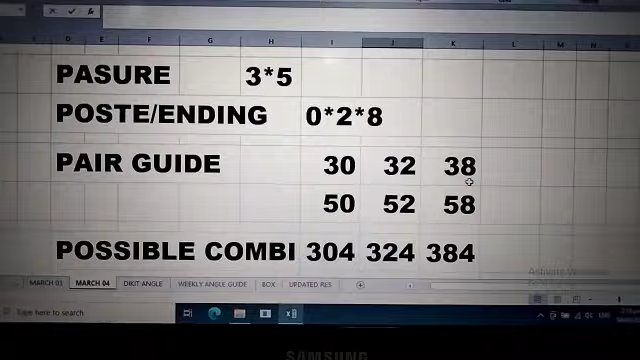 D E F G H I J K L M N
PASURE 3*5
POSTE/ENDING 0*2*8
PAIR GUIDE 30 32 38
50 52 58
POSSIBLE COMBI 304 324 384
MARCH 03 MARCH 04 DIKIT ANGLE WEEKLY ANGLE GUIDE BOX UPDATED RES
Type here to search
SAMSUNG